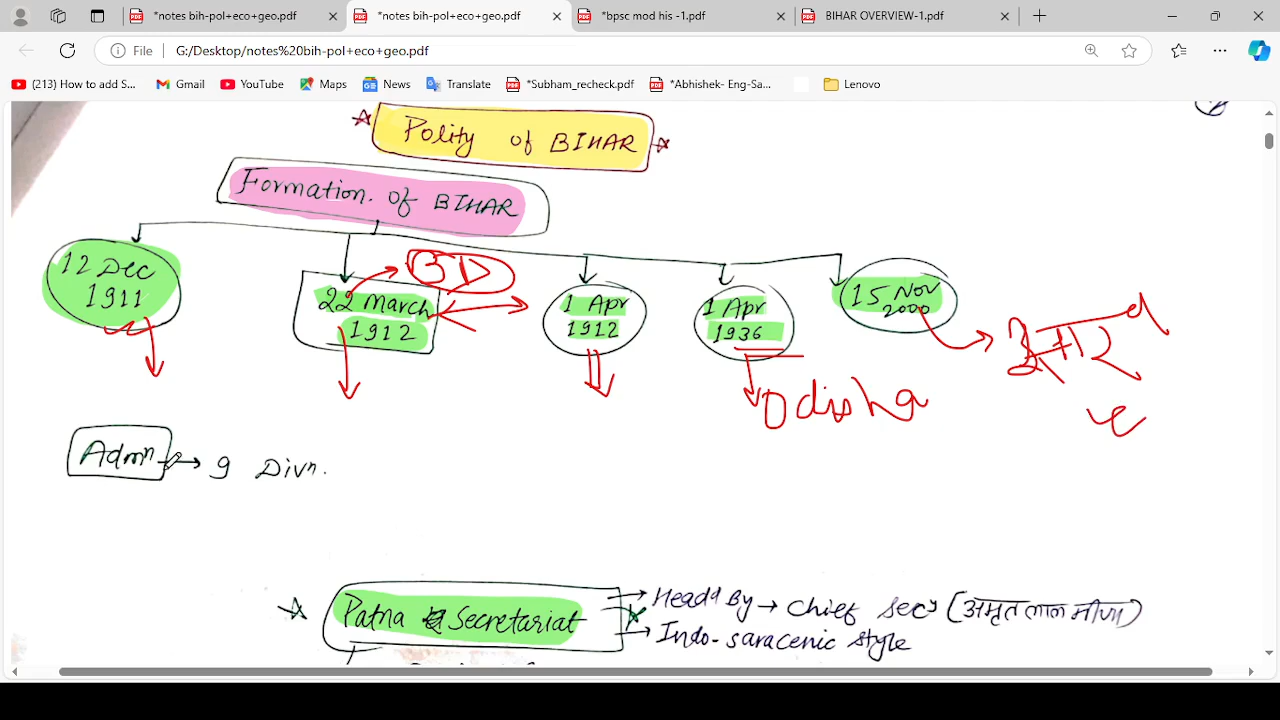 *notes bih-pol+eco+geo.pdf
*notes bih-pol+eco+geo.pdf
*bpsc mod his -1.pdf
BIHAR OVERVIEW-1.pdf
File
G:/Desktop/notes%20bih-pol+eco+geo.pdf
(213) How to add S...
Gmail
YouTube
Maps
News
Translate
*Subham_recheck.pdf
*Abhishek- Eng-Sa...
Lenovo
Polity of BIHAR
Formation of BIHAR
12 Dec
1911
22 March
1912
BD
1 Apr
1912
1 Apr
1936
15 Nov
2000
Odisha
Admn → 9 Divn.
Patna Secretariat
Head By → Chief Secy (अमृत लाल मीणा)
Indo-saracenic style